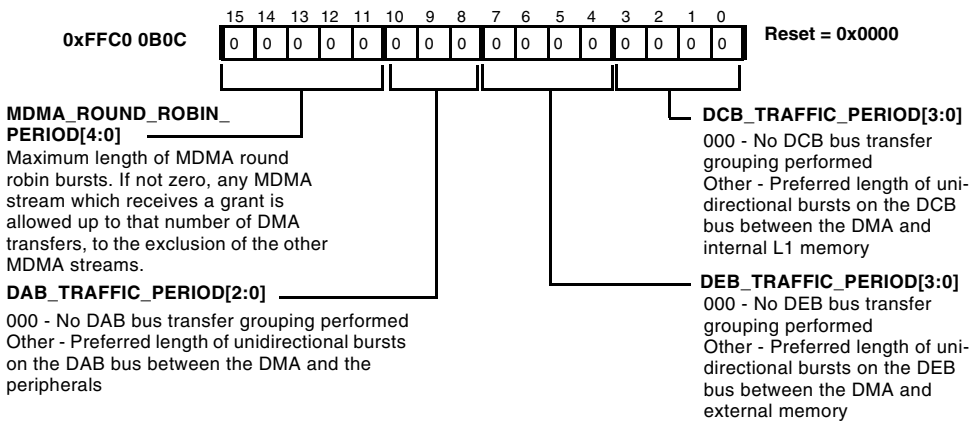 15 14 13 12 11 10 9 8 7 6 5 4 3 2 1 0
0xFFC0 0B0C
0 0 0 0 0 0 0 0 0 0 0 0 0 0 0 0
Reset = 0x0000
MDMA_ROUND_ROBIN_
PERIOD[4:0]
Maximum length of MDMA round
robin bursts. If not zero, any MDMA
stream which receives a grant is
allowed up to that number of DMA
transfers, to the exclusion of the other
MDMA streams.
DAB_TRAFFIC_PERIOD[2:0]
000 - No DAB bus transfer grouping performed
Other - Preferred length of unidirectional bursts
on the DAB bus between the DMA and the
peripherals
DCB_TRAFFIC_PERIOD[3:0]
000 - No DCB bus transfer
grouping performed
Other - Preferred length of uni-
directional bursts on the DCB
bus between the DMA and
internal L1 memory
DEB_TRAFFIC_PERIOD[3:0]
000 - No DEB bus transfer
grouping performed
Other - Preferred length of uni-
directional bursts on the DEB
bus between the DMA and
external memory